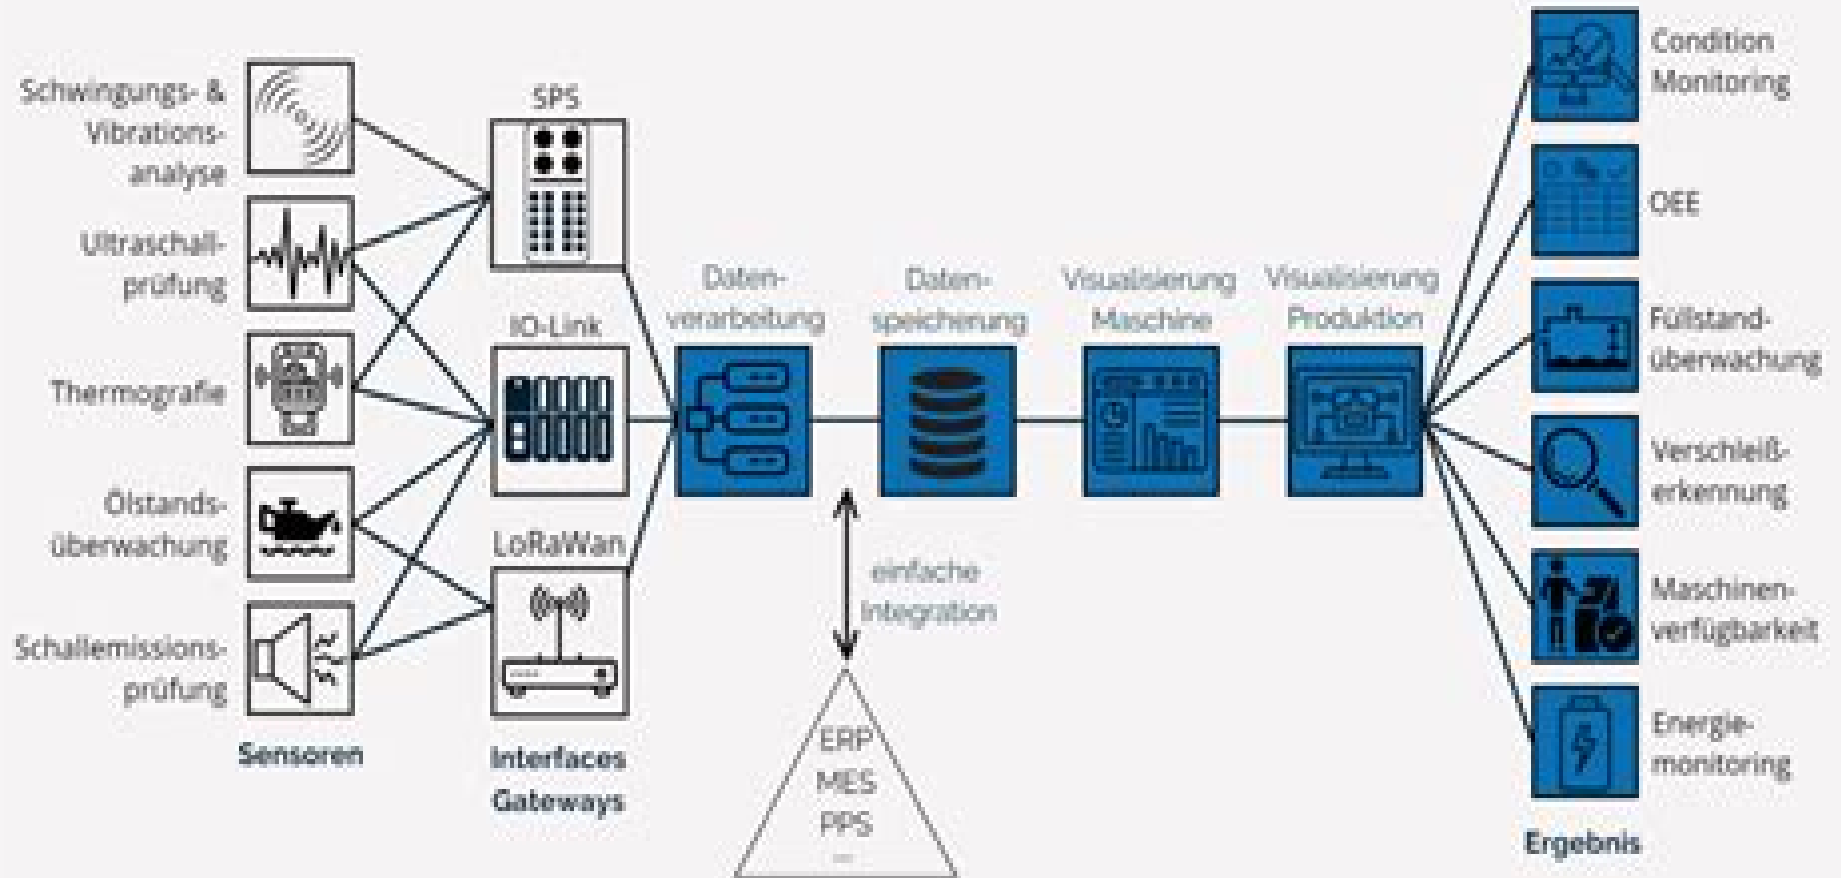 Schwingungs- &
Vibrations-
analyse
Ultraschall-
prüfung
Thermografie
Ölstands-
überwachung
Schallemissions-
prüfung
Sensoren
SPS
IO-Link
LoRaWan
Interfaces
Gateways
Daten-
verarbeitung
Daten-
speicherung
Visualisierung
Maschine
Visualisierung
Produktion
einfache
Integration
ERP
MES
PPS
...
Condition
Monitoring
OEE
Füllstand-
überwachung
Verschleiß-
erkennung
Maschinen-
verfügbarkeit
Energie-
monitoring
Ergebnis